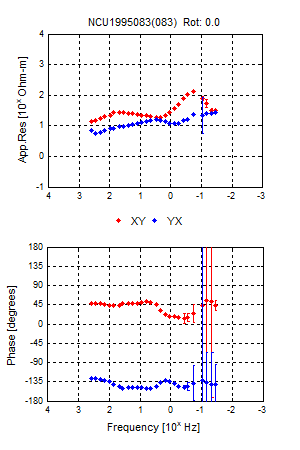 NCU1995083(083) Rot: 0.0
App.Res [10^x Ohm-m]
4
3
2
1
0
-1
4 3 2 1 0 -1 -2 -3
XY YX
Phase [degrees]
180
135
90
45
0
-45
-90
-135
-180
4 3 2 1 0 -1 -2 -3
Frequency [10^x Hz]